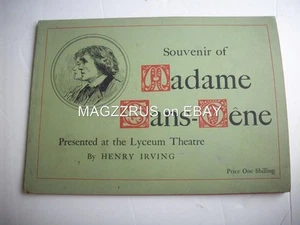 Souvenir of
Madame
MAGZZRUS on EBAY
Sans-Gêne
Presented at the Lyceum Theatre
By HENRY IRVING
Price One Shilling